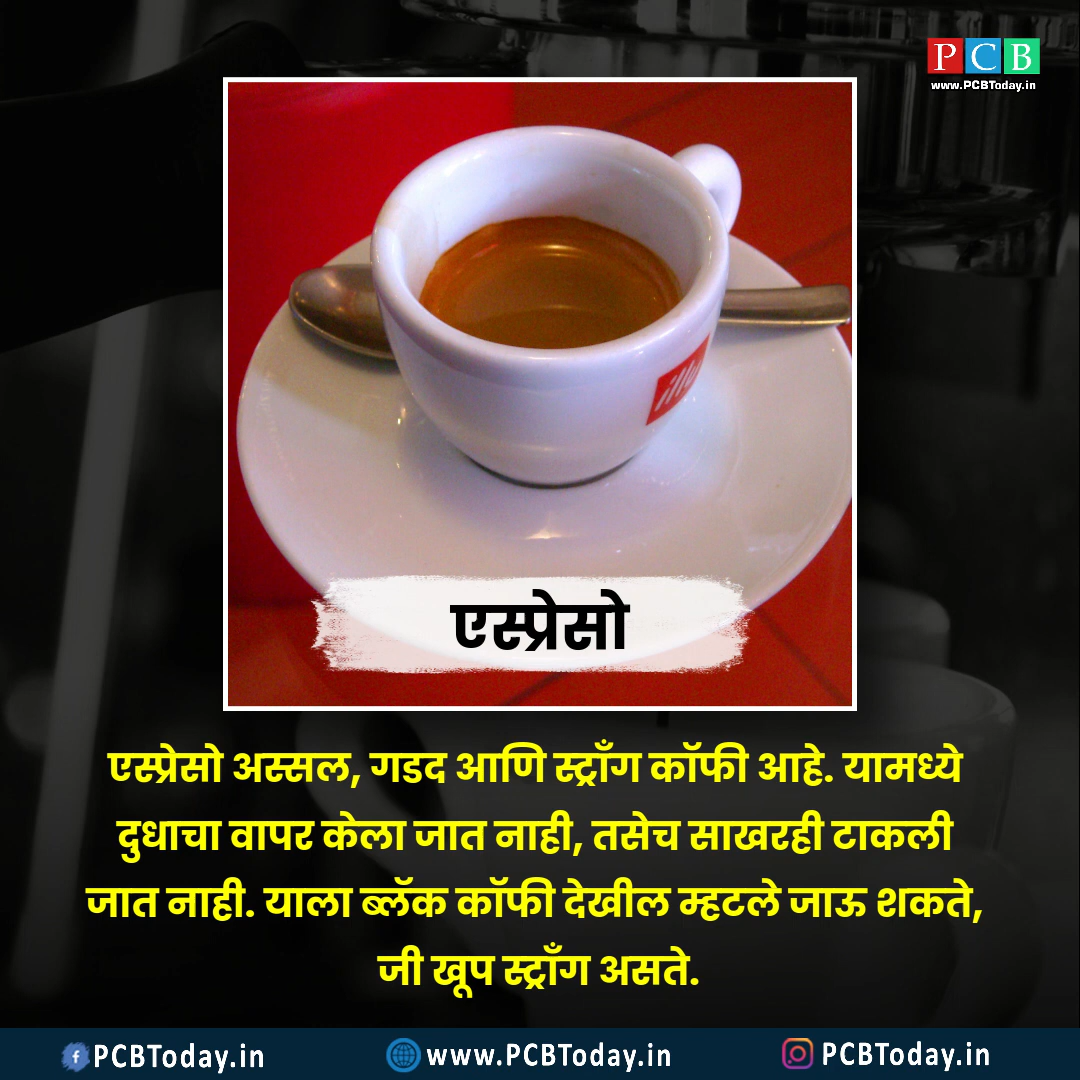 PCB
www.PCBToday.in
illy
एस्प्रेसो
एस्प्रेसो अस्सल, गडद आणि स्ट्राँग कॉफी आहे. यामध्ये
दुधाचा वापर केला जात नाही, तसेच साखरही टाकली
जात नाही. याला ब्लॅक कॉफी देखील म्हटले जाऊ शकते,
जी खूप स्ट्राँग असते.
PCBToday.in www.PCBToday.in PCBToday.in